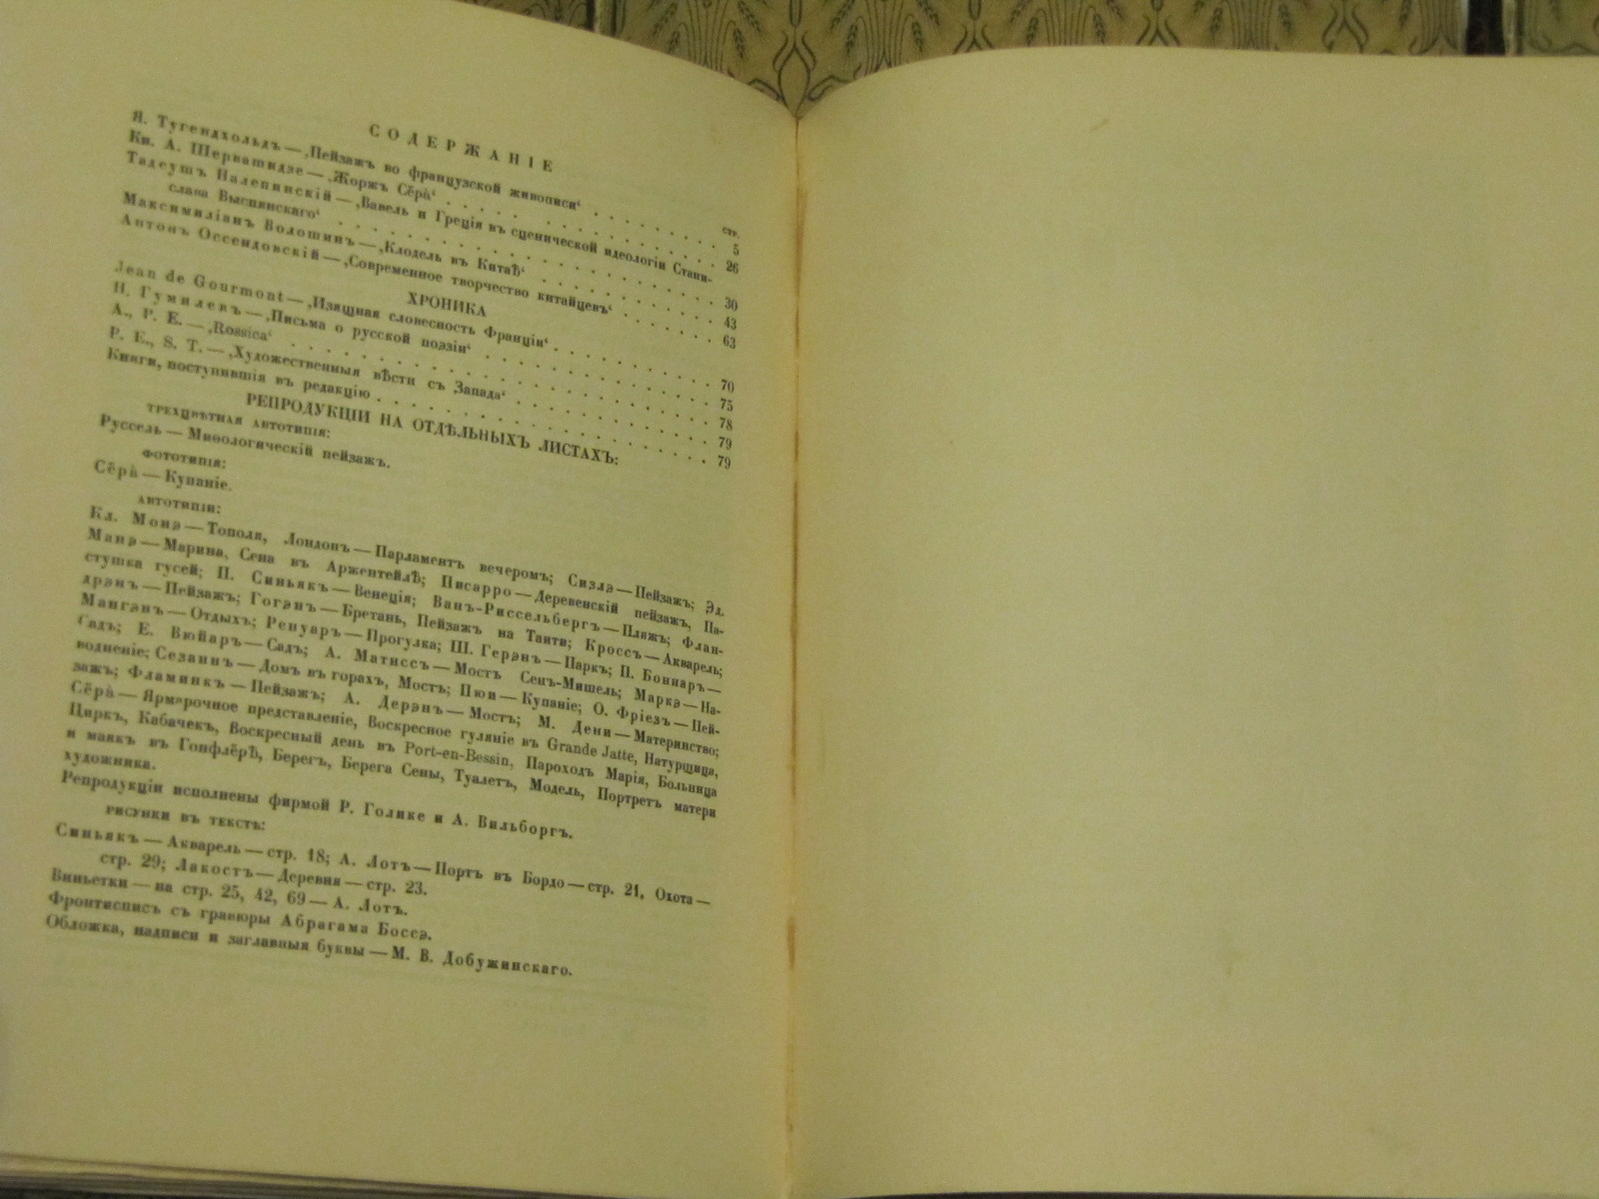 СОДЕРЖАНІЕ
стр.
Я. Тугендхольдъ — ‚Пейзажъ во французской живописи‘ . . . . . . 5
Кн. А. Шервашидзе — ‚Жоржъ Сёра̀‘ . . . . . . . . . . . 26
Тадеушъ Налепинскій — ‚Вавель и Греція въ сценической идеологіи Стани-
слава Выспянскаго‘ . . . . . . . . . . . . . . . . 30
Максимиліанъ Волошинъ — ‚Клодель въ Китаѣ‘ . . . . . . . . 43
Антонъ Оссендовскій — ‚Современное творчество китайцевъ‘ . . . . . 63
ХРОНИКА
Jean de Gourmont — ‚Изящная словесность Франціи‘ . . . . . . . 70
Н. Гумилевъ — ‚Письма о русской поэзіи‘ . . . . . . . . . . 75
А., Р. Е. — ‚Rossica‘ . . . . . . . . . . . . . . . . 78
Р. Е., S. T. — ‚Художественныя вѣсти съ Запада‘ . . . . . . . . 79
Книги, поступившія въ редакцію . . . . . . . . . . . . . 79
РЕПРОДУКЦІИ НА ОТДѢЛЬНЫХЪ ЛИСТАХЪ:
ТРЕХЦВѢТНАЯ АВТОТИПІЯ:
Руссель — Миѳологическій пейзажъ.
ФОТОТИПІЯ:
Сёра̀ — Купаніе.
АВТОТИПІИ:
Кл. Монэ — Тополя, Лондонъ — Парламентъ вечеромъ; Сизлэ — Пейзажъ; Эд.
Манэ — Марина, Сена въ Аржентейлѣ; Писарро — Деревенскій пейзажъ, Па-
стушка гусей; П. Синьякъ — Венеція; Ванъ-Риссельбергъ — Пляжъ; Флан-
дрэнъ — Пейзажъ; Гогэнъ — Бретань, Пейзажъ на Таити; Кроссъ — Акварель;
Мангэнъ — Отдыхъ; Ренуаръ — Прогулка; Ш. Герэнъ — Паркъ; П. Боннаръ —
Садъ; Е. Вюйаръ — Садъ; А. Матиссъ — Мостъ Сенъ-Мишель; Маркэ — На-
водненіе; Сезаннъ — Домъ въ горахъ, Мостъ; Пюи — Купаніе; О. Фріезъ — Пей-
зажъ; Фламинкъ — Пейзажъ; А. Дерэнъ — Мостъ; М. Дени — Материнство;
Сёра̀ — Ярмарочное представленіе, Воскресное гуляніе въ Grande Jatte, Натурщица,
Циркъ, Кабачекъ, Воскресный день въ Port-en-Bessin, Пароходъ Марія, Больница
и маякъ въ Гонфлёрѣ, Берегъ, Берега Сены, Туалетъ, Модель, Портретъ матери
художника.
Репродукціи исполнены фирмой Р. Голике и А. Вильборгъ.
РИСУНКИ ВЪ ТЕКСТѢ:
Синьякъ — Акварель — стр. 18; А. Лотъ — Портъ въ Бордо — стр. 21, Охота —
стр. 29; Лакостъ — Деревня — стр. 23.
Виньетки — на стр. 25, 42, 69 — А. Лотъ.
Фронтисписъ съ гравюры Абрагама Боссэ.
Обложка, надписи и заглавныя буквы — М. В. Добужинскаго.